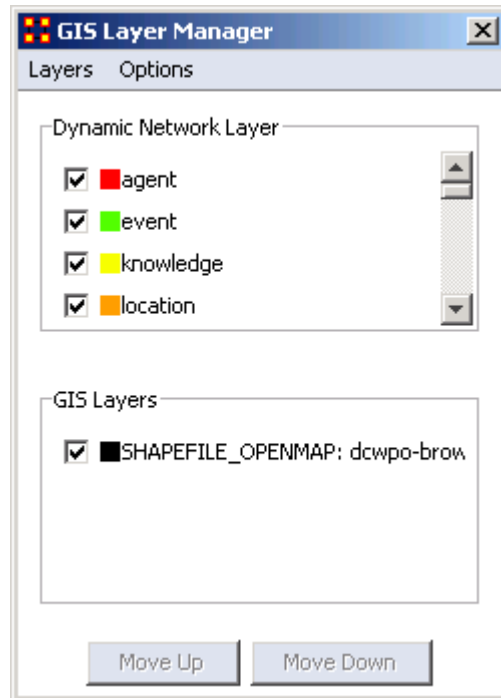 GIS Layer Manager
Layers Options
Dynamic Network Layer
agent
event
knowledge
location
GIS Layers
SHAPEFILE_OPENMAP: dcwpo-brow
Move Up Move Down